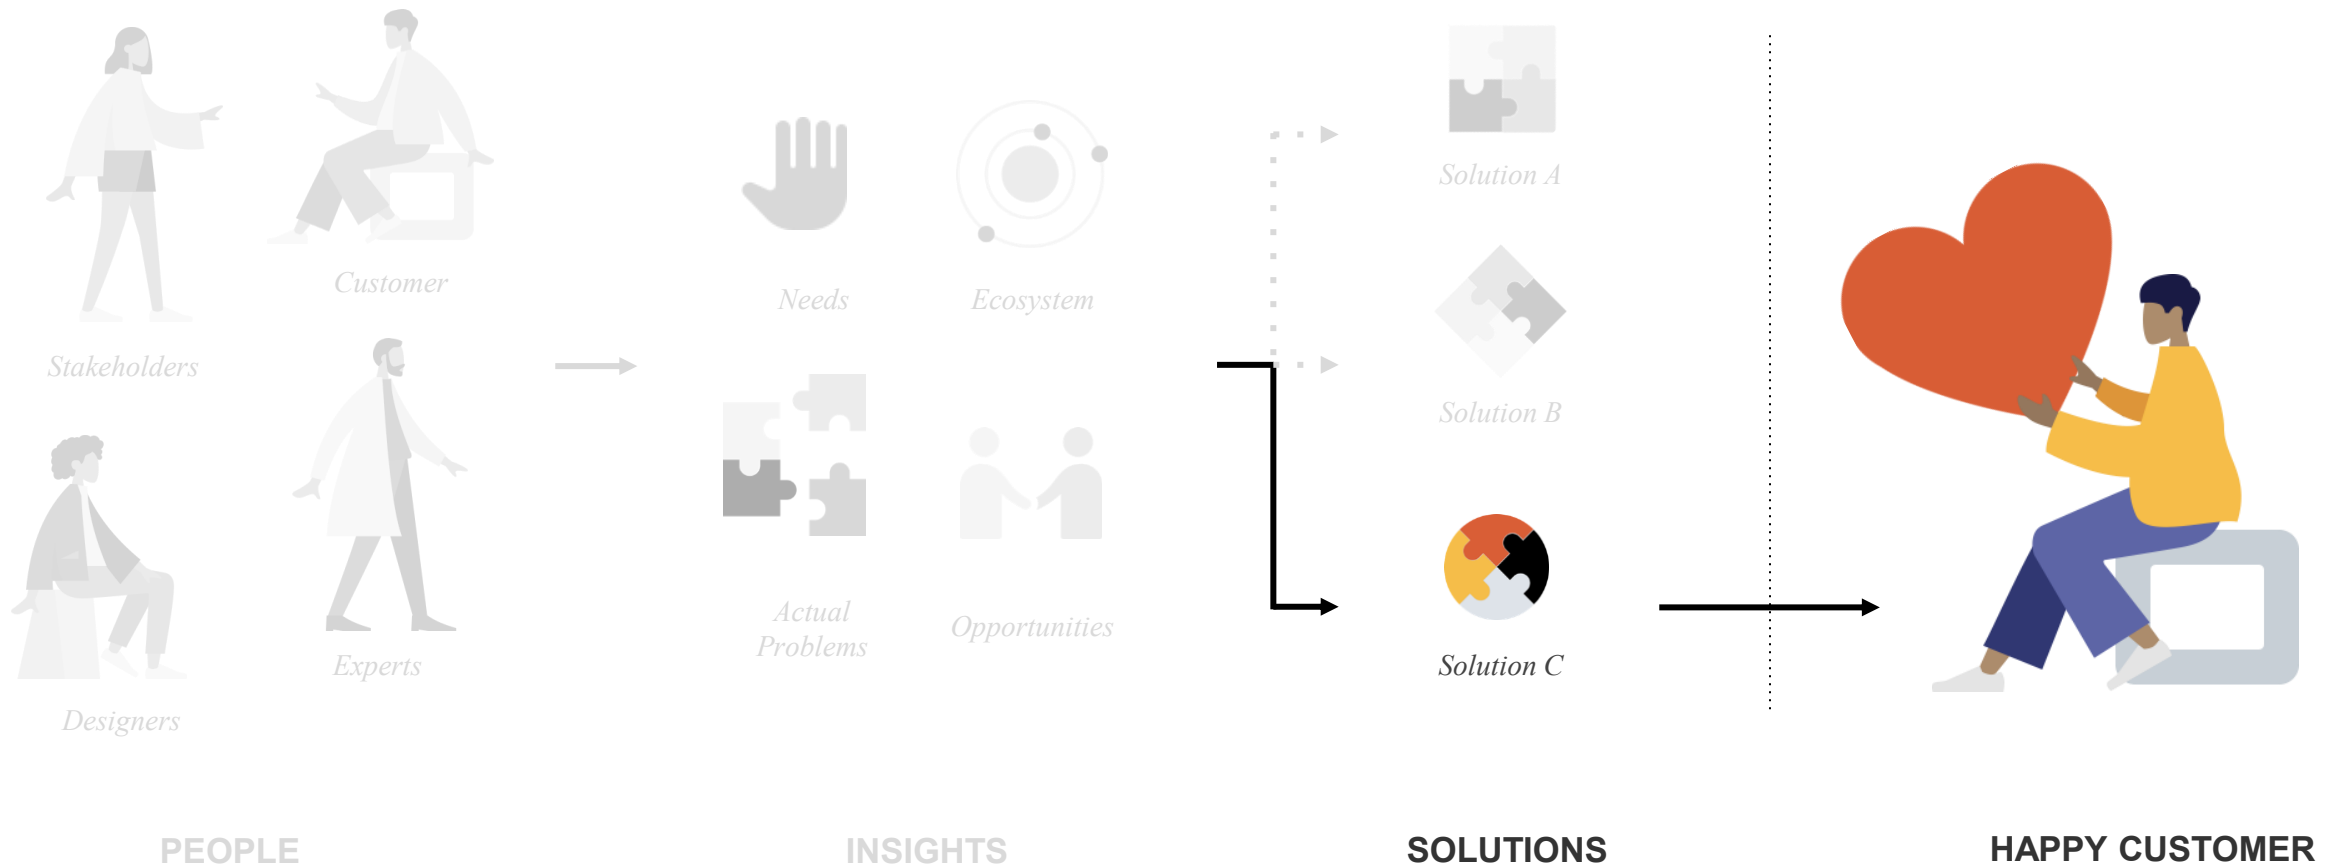 Stakeholders
Customer
Designers
Experts
Needs
Ecosystem
Actual
Problems
Opportunities
Solution A
Solution B
Solution C
PEOPLE
INSIGHTS
SOLUTIONS
HAPPY CUSTOMER